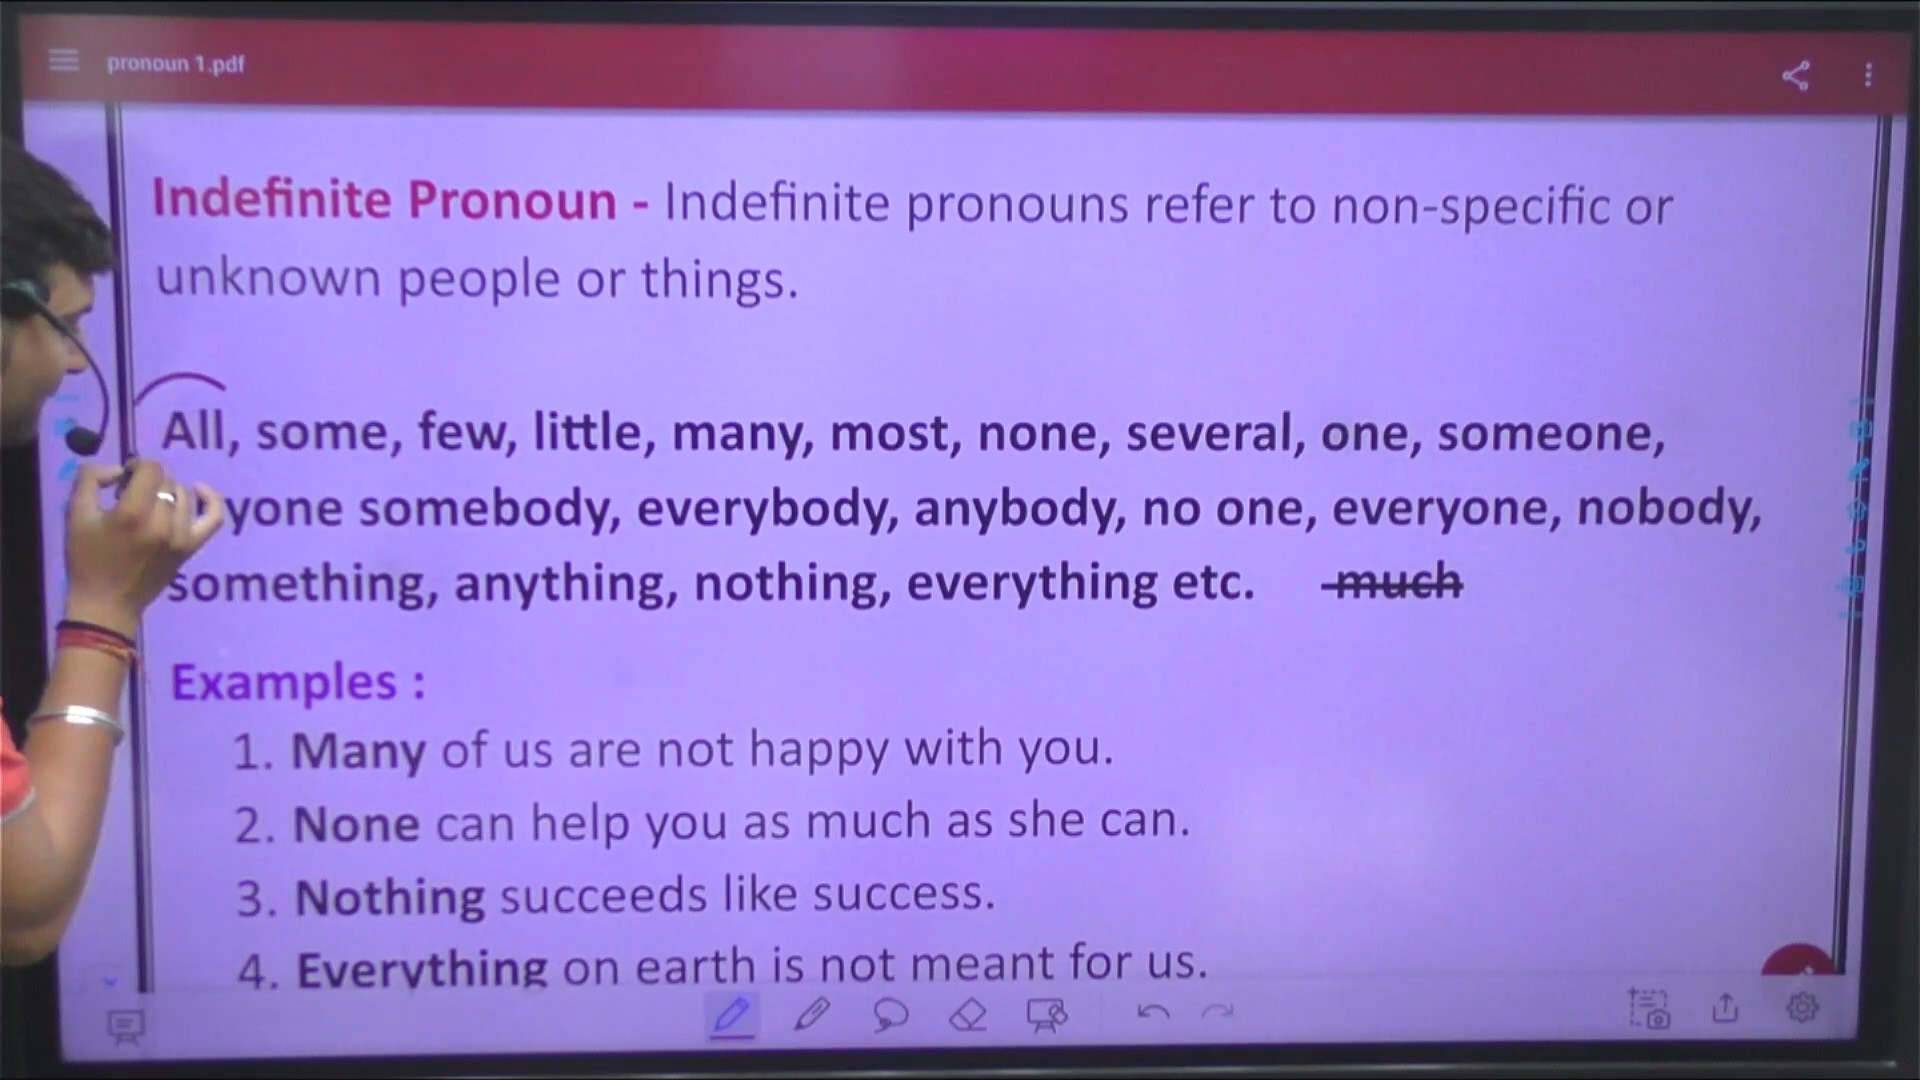 pronoun 1.pdf
Indefinite Pronoun - Indefinite pronouns refer to non-specific or
unknown people or things.
All, some, few, little, many, most, none, several, one, someone,
somebody, everybody, anybody, no one, everyone, nobody,
something, anything, nothing, everything etc. much
Examples :
1. Many of us are not happy with you.
2. None can help you as much as she can.
3. Nothing succeeds like success.
4. Everything on earth is not meant for us.